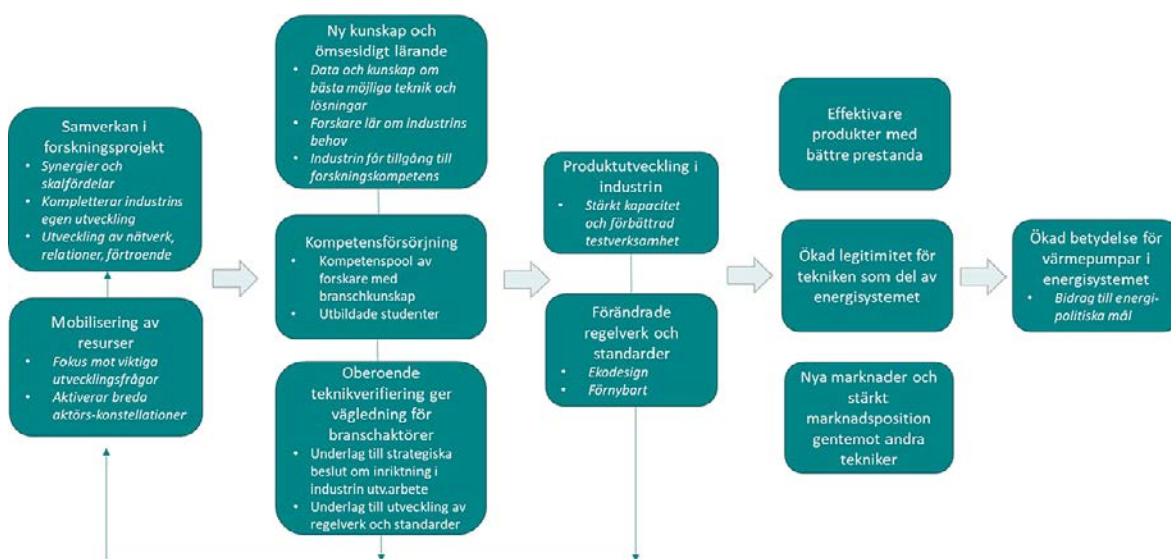 Samverkan i
forskningsprojekt
• Synergier och
skalfördelar
• Kompletterar industrins
egen utveckling
• Utveckling av nätverk,
relationer, förtroende
Mobilisering av
resurser
• Fokus mot viktiga
utvecklingsfrågor
• Aktiverar breda
aktörs-konstellationer
Ny kunskap och
ömsesidigt lärande
• Data och kunskap om
bästa möjliga teknik och
lösningar
• Forskare lär om industrins
behov
• Industrin får tillgång till
forskningskompetens
Kompetensförsörjning
• Kompetenspool av
forskare med
branschkunskap
• Utbildade studenter
Oberoende
teknikverifiering ger
vägledning för
branschaktörer
• Underlag till strategiska
beslut om inriktning i
industrin utv.arbete
• Underlag till utveckling av
regelverk och standarder
Produktutveckling i
industrin
• Stärkt kapacitet
och förbättrad
testverksamhet
Förändrade
regelverk och
standarder
• Ekodesign
• Förnybart
Effektivare
produkter med
bättre prestanda
Ökad legitimitet för
tekniken som del av
energisystemet
Nya marknader och
stärkt
marknadsposition
gentemot andra
tekniker
Ökad betydelse för
värmepumpar i
energisystemet
• Bidrag till energi-
politiska mål